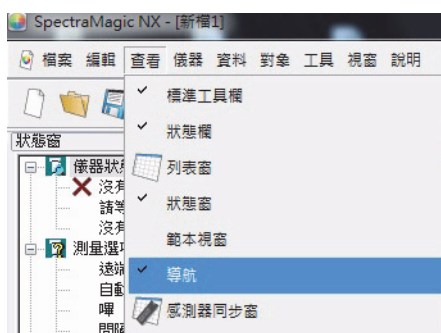 SpectraMagic NX - [新檔1]
檔案 編輯 查看 儀器 資料 對象 工具 視窗 說明
標準工具欄
狀態窗
狀態欄
儀器狀
列表窗
沒有
請等
狀態窗
沒有
範本視窗
測量選項
導航
遠端
自動
嗶
感測器同步窗
間隔